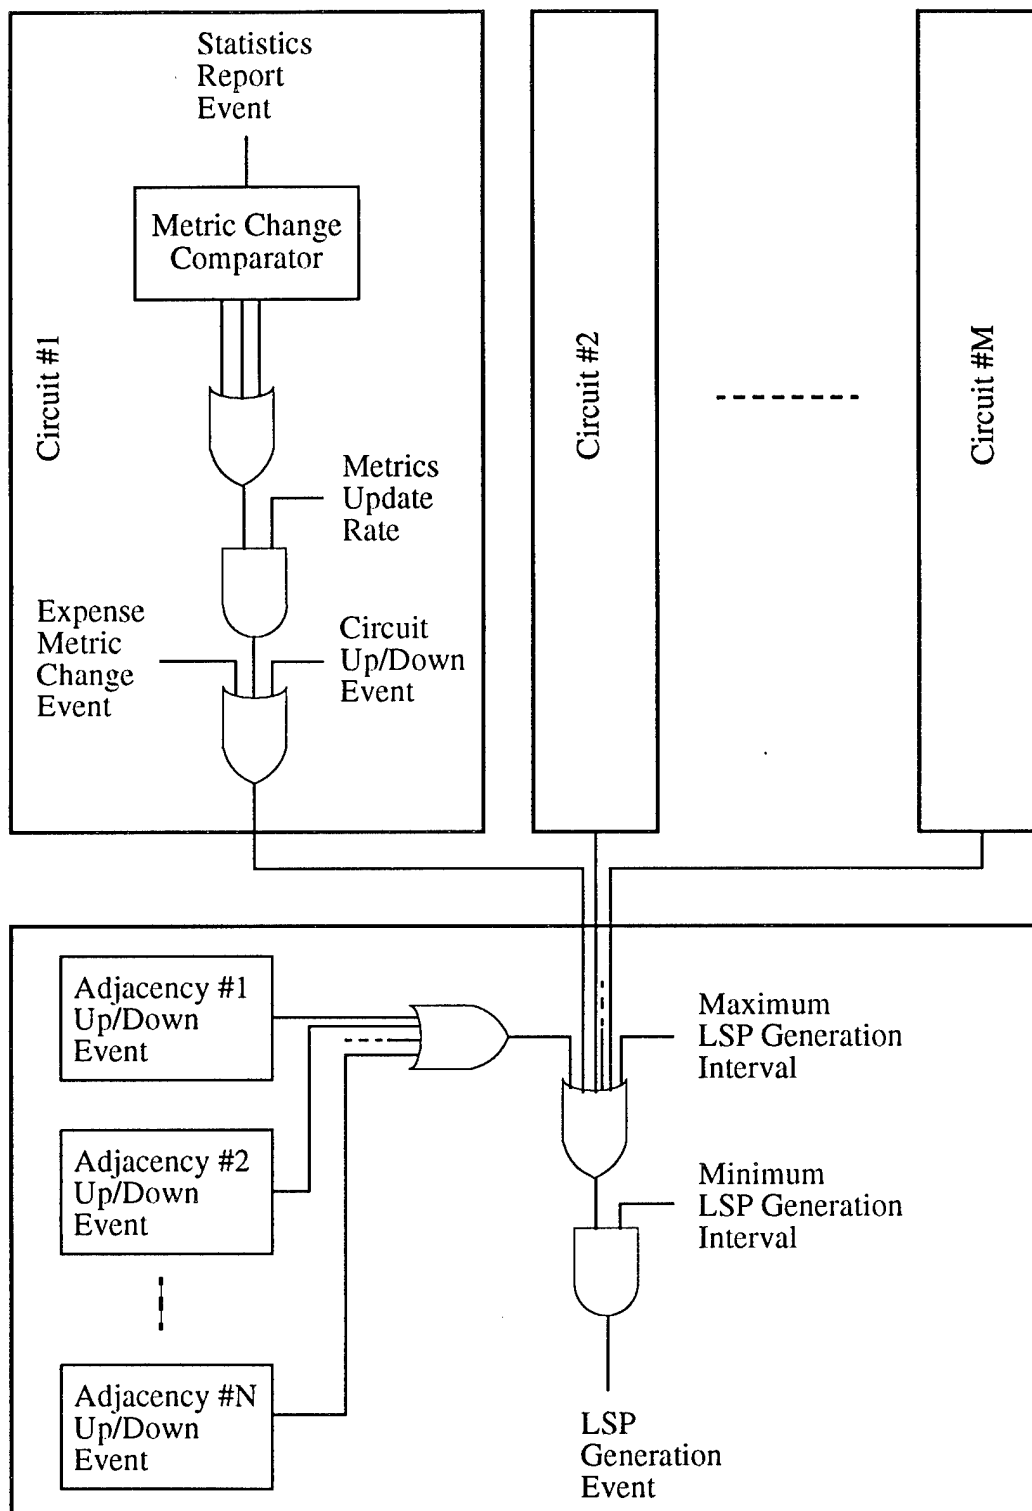 Statistics
Report
Event
Metric Change
Comparator
Circuit #1
Metrics
Update
Rate
Expense
Metric
Change
Event
Circuit
Up/Down
Event
Circuit #2
Circuit #M
Adjacency #1
Up/Down
Event
Adjacency #2
Up/Down
Event
Adjacency #N
Up/Down
Event
Maximum
LSP Generation
Interval
Minimum
LSP Generation
Interval
LSP
Generation
Event